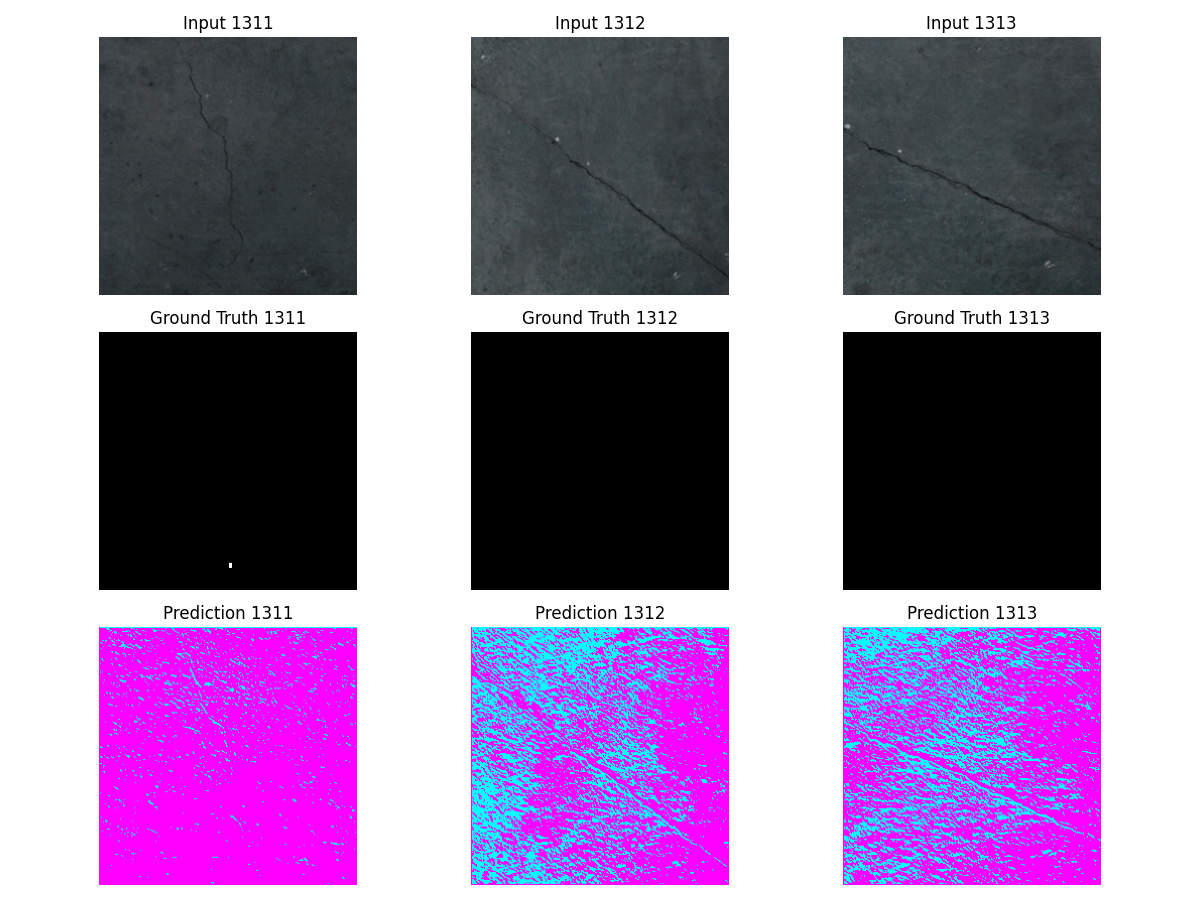 Input 1311
Input 1312
Input 1313
Ground Truth 1311
Ground Truth 1312
Ground Truth 1313
Prediction 1311
Prediction 1312
Prediction 1313